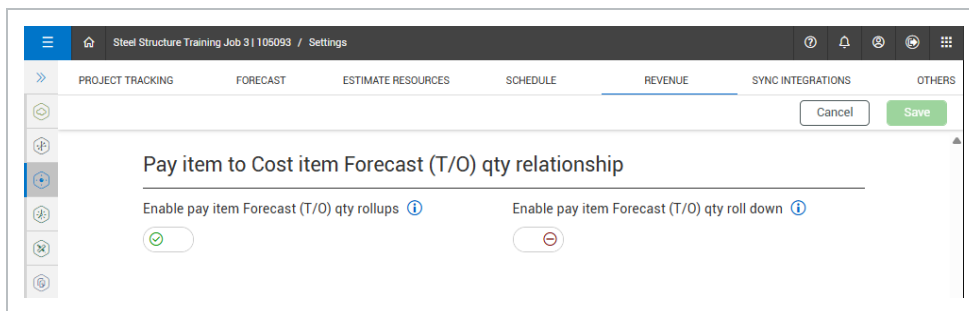 Steel Structure Training Job 3 | 105093 / Settings
PROJECT TRACKING FORECAST ESTIMATE RESOURCES SCHEDULE REVENUE SYNC INTEGRATIONS OTHERS
Cancel Save
Pay item to Cost item Forecast (T/O) qty relationship
Enable pay item Forecast (T/O) qty rollups Enable pay item Forecast (T/O) qty roll down